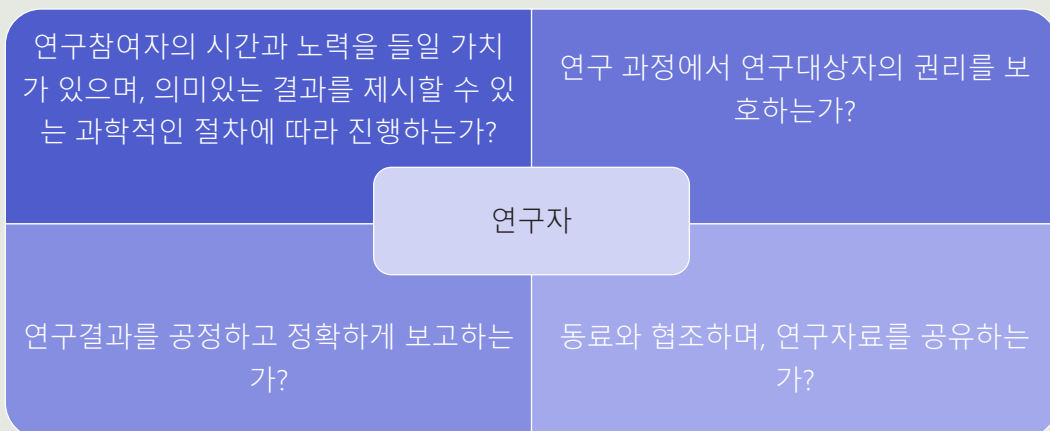 연구참여자의 시간과 노력을 들일 가치
가 있으며, 의미있는 결과를 제시할 수 있
는 과학적인 절차에 따라 진행하는가?
연구 과정에서 연구대상자의 권리를 보
호하는가?
연구자
연구결과를 공정하고 정확하게 보고하는
가?
동료와 협조하며, 연구자료를 공유하는
가?